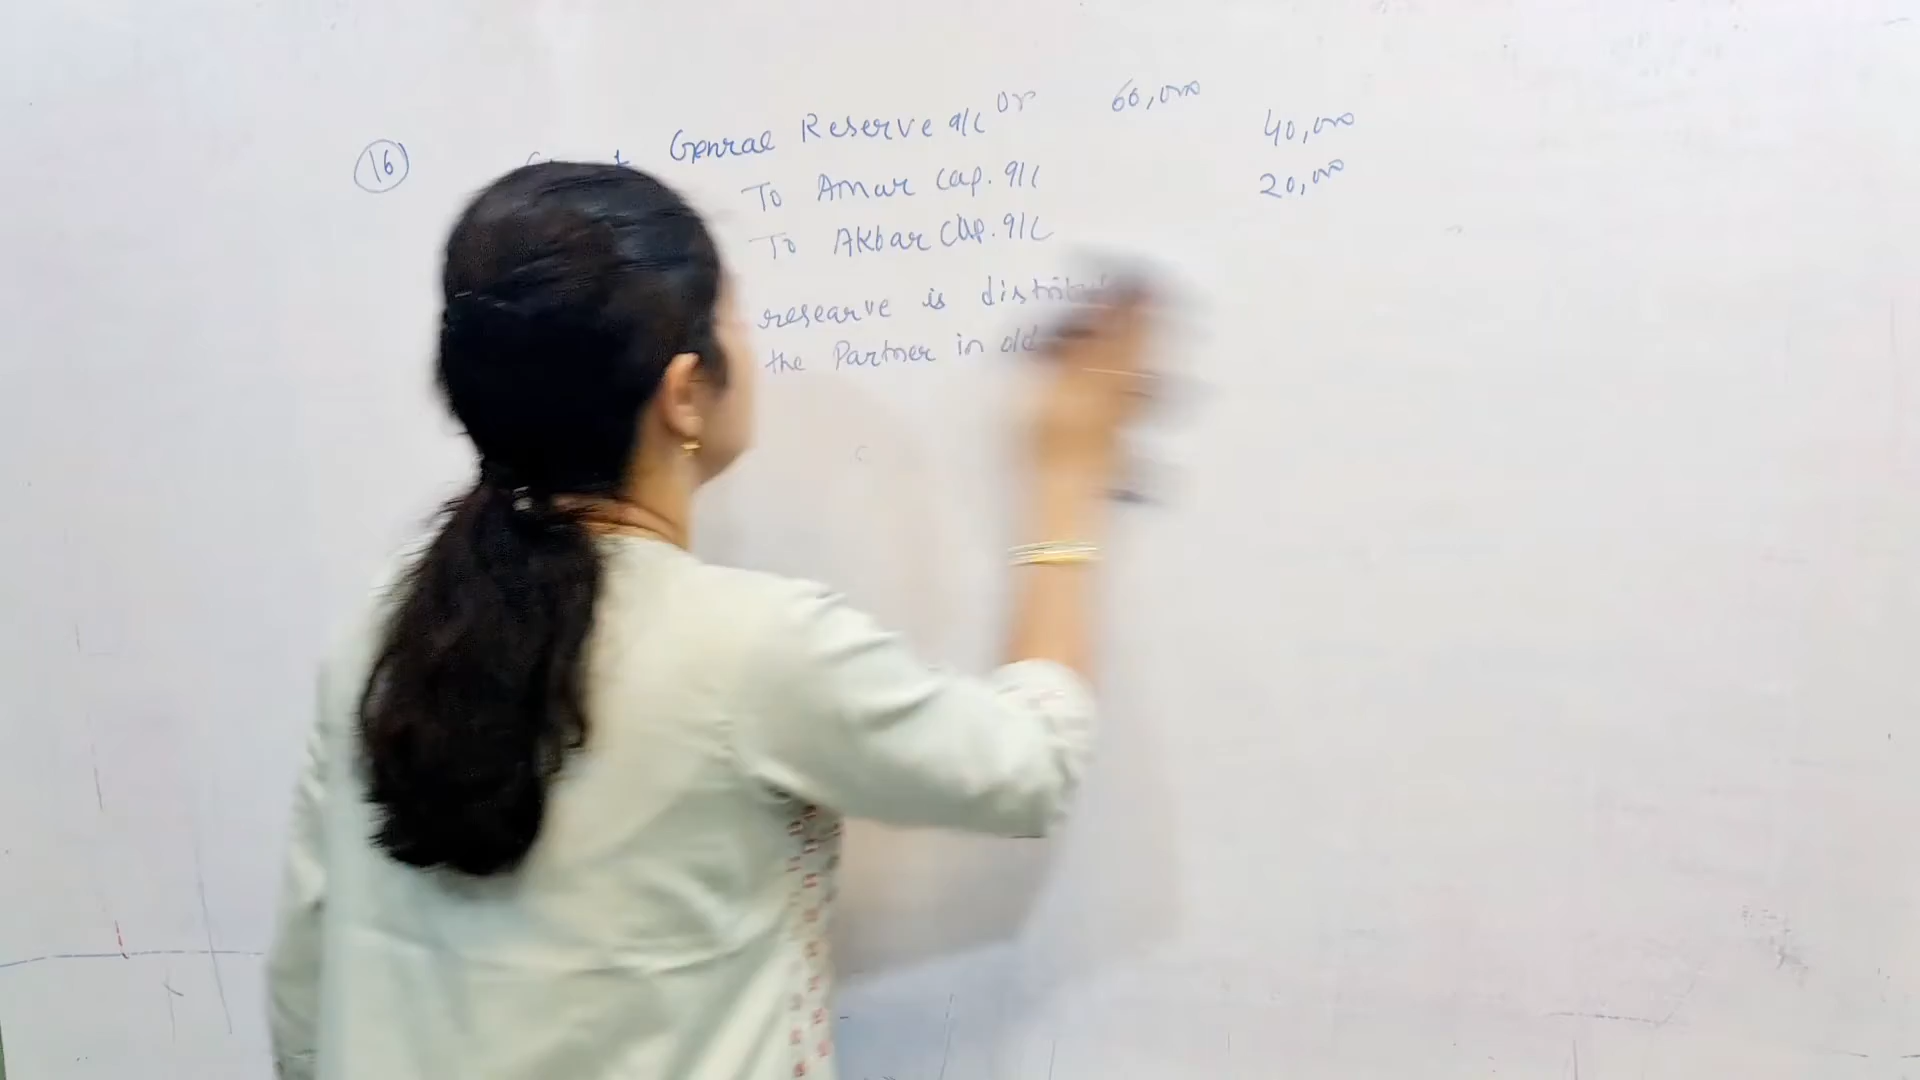 16 Genral Reserve a/c Dr 60,000
To Amar Cap. a/c 40,000
To Akbar Cap. a/c 20,000
researve is
the Partner in old